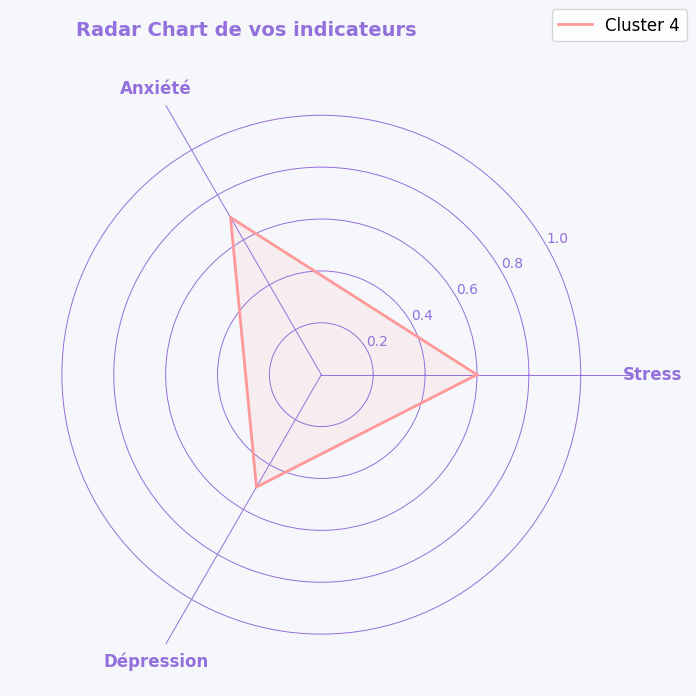 Radar Chart de vos indicateurs
Cluster 4
Anxiété
1.0
0.8
0.6
0.4
0.2
Stress
Dépression